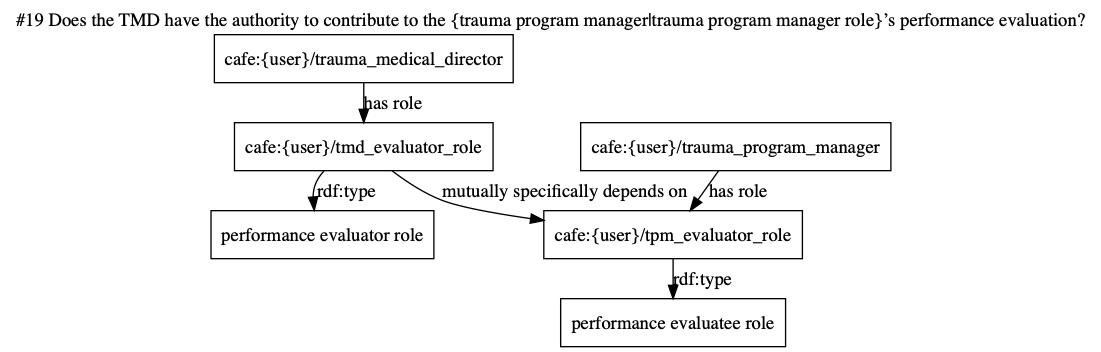 #19 Does the TMD have the authority to contribute to the {trauma program manager|trauma program manager role}’s performance evaluation?
cafe:{user}/trauma_medical_director
has role
cafe:{user}/tmd_evaluator_role
cafe:{user}/trauma_program_manager
rdf:type
mutually specifically depends on
has role
performance evaluator role
cafe:{user}/tpm_evaluator_role
rdf:type
performance evaluatee role